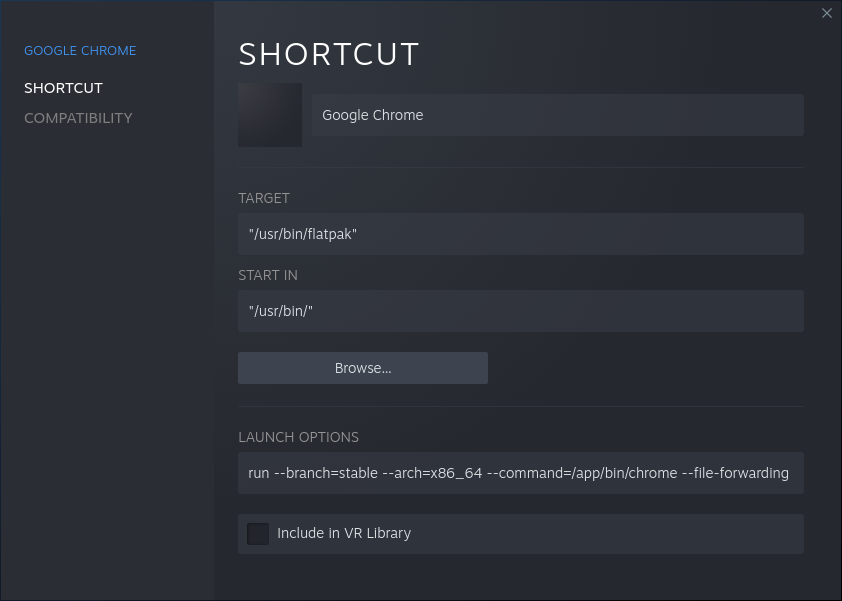 GOOGLE CHROME
SHORTCUT
COMPATIBILITY
SHORTCUT
Google Chrome
TARGET
"/usr/bin/flatpak"
START IN
"/usr/bin/"
Browse...
LAUNCH OPTIONS
run --branch=stable --arch=x86_64 --command=/app/bin/chrome --file-forwarding
Include in VR Library